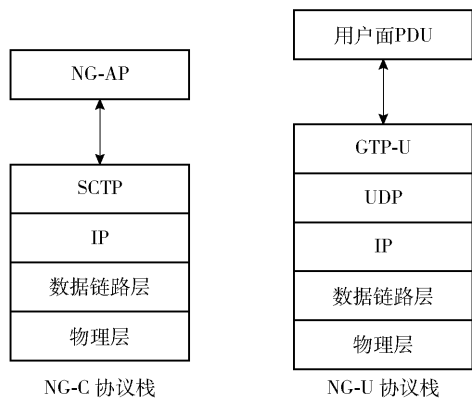 NG-AP
SCTP
IP
数据链路层
物理层
NG-C 协议栈
用户面PDU
GTP-U
UDP
IP
数据链路层
物理层
NG-U 协议栈